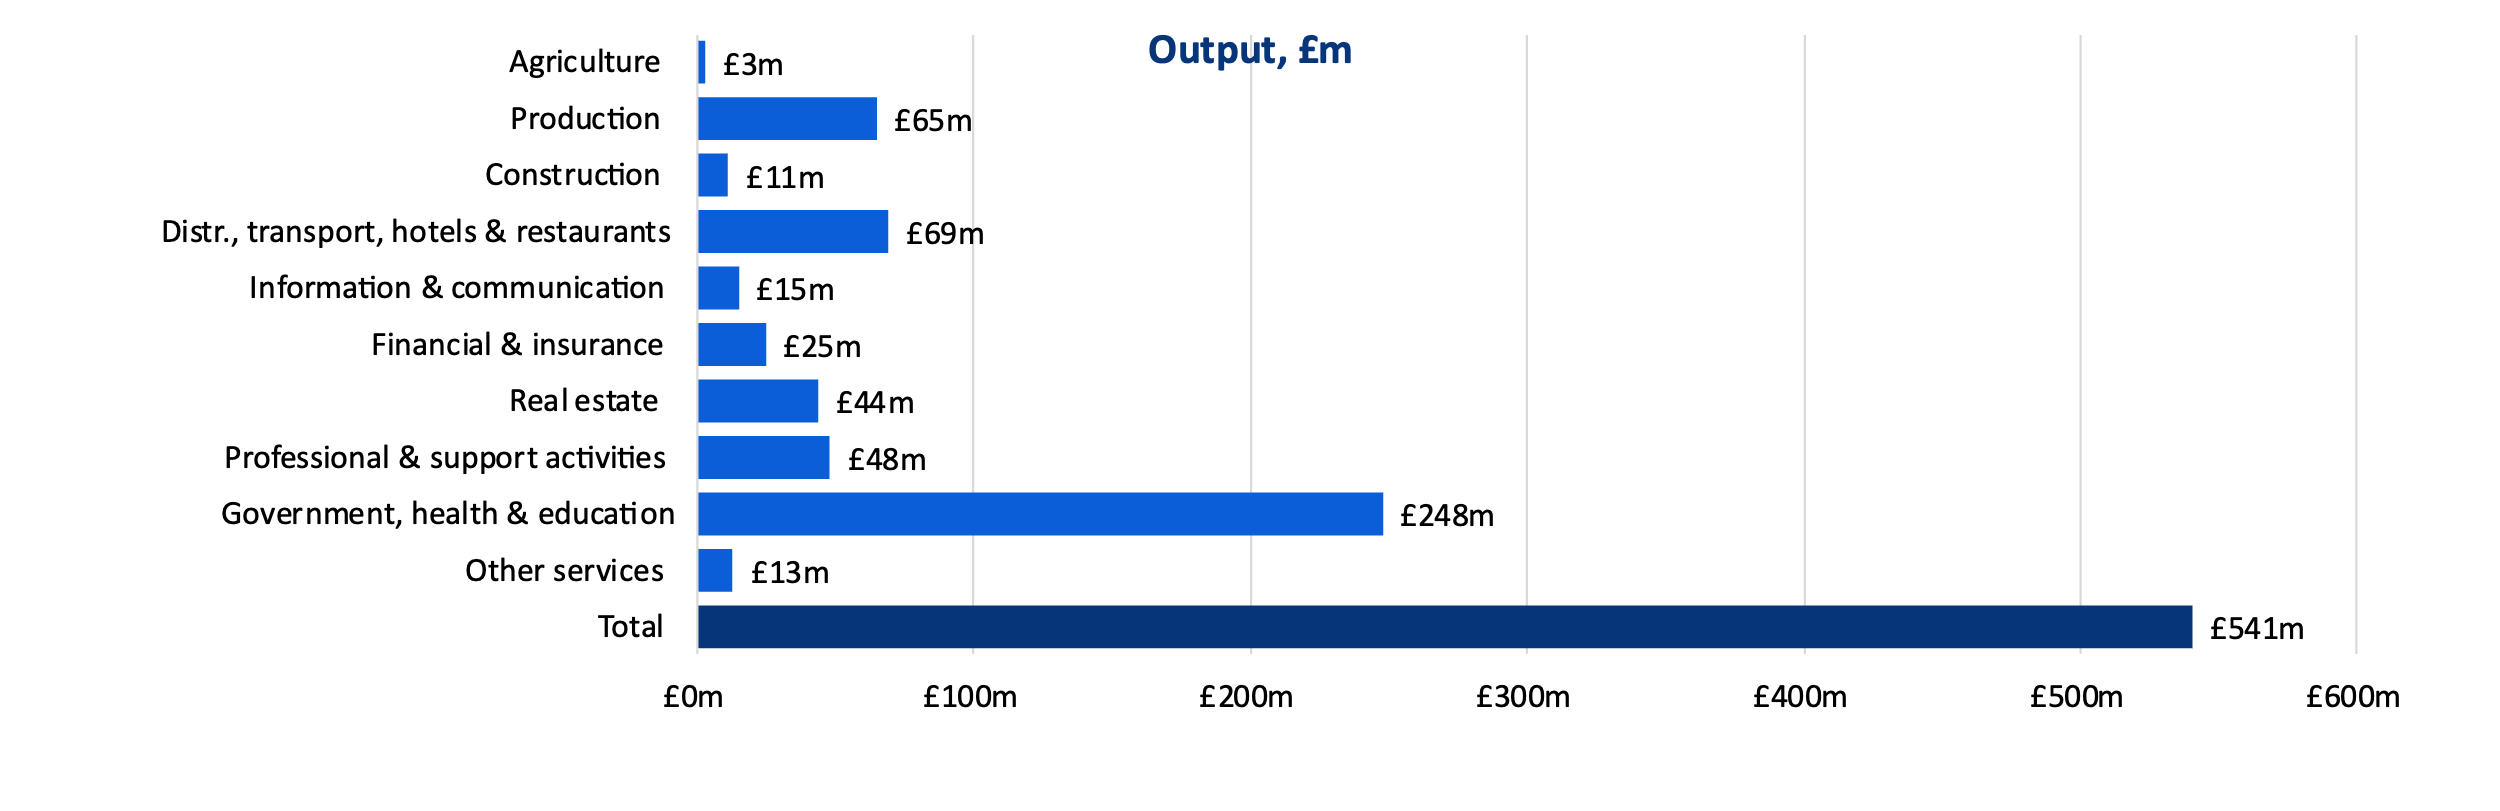 Output, £m
Agriculture £3m
Production £65m
Construction £11m
Distr., transport, hotels & restaurants £69m
Information & communication £15m
Financial & insurance £25m
Real estate £44m
Professional & support activities £48m
Government, health & education £248m
Other services £13m
Total £541m
£0m £100m £200m £300m £400m £500m £600m